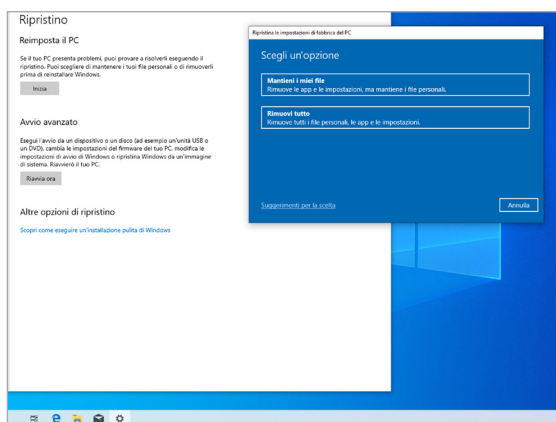 Ripristino
Reimposta il PC
Se il tuo PC presenta problemi, puoi provare a risolverli eseguendo il
ripristino. Puoi scegliere di mantenere i tuoi file personali o di rimuoverli
prima di reinstallare Windows.
Inizia
Avvio avanzato
Esegui l'avvio da un dispositivo o un disco (ad esempio un'unità USB o
un DVD), cambia le impostazioni del firmware del tuo PC, modifica le
impostazioni di avvio di Windows o ripristina Windows da un'immagine
di sistema. Riavvierò il tuo PC.
Riavvia ora
Altre opzioni di ripristino
Scopri come eseguire un'installazione pulita di Windows
Ripristina le impostazioni di fabbrica del PC
Scegli un'opzione
Mantieni i miei file
Rimuove le app e le impostazioni, ma mantiene i file personali.
Rimuovi tutto
Rimuove tutti i file personali, le app e le impostazioni.
Suggerimenti per la scelta
Annulla